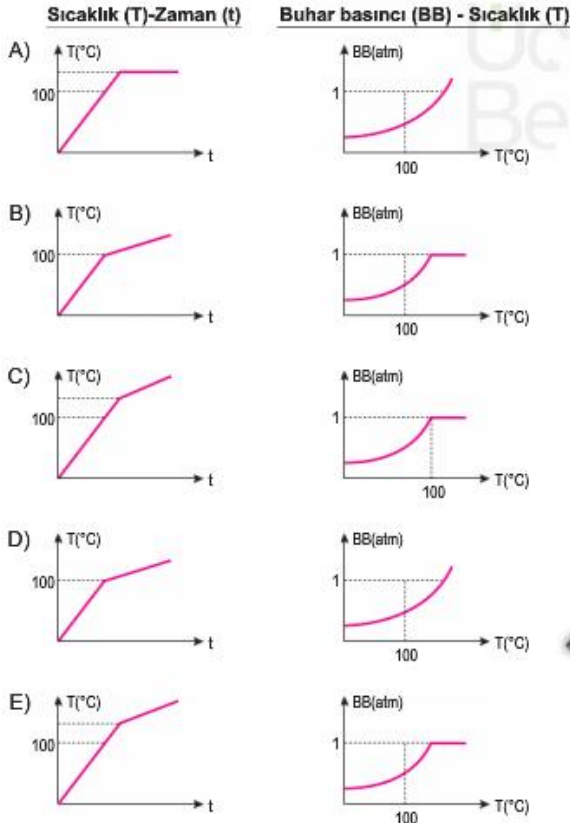 Sıcaklık (T)-Zaman (t) Buhar basıncı (BB) - Sıcaklık (T)
A) T(°C) 100 t BB(atm) 1 100 T(°C)
B) T(°C) 100 t BB(atm) 1 100 T(°C)
C) T(°C) 100 t BB(atm) 1 100 T(°C)
D) T(°C) 100 t BB(atm) 1 100 T(°C)
E) T(°C) 100 t BB(atm) 1 100 T(°C)